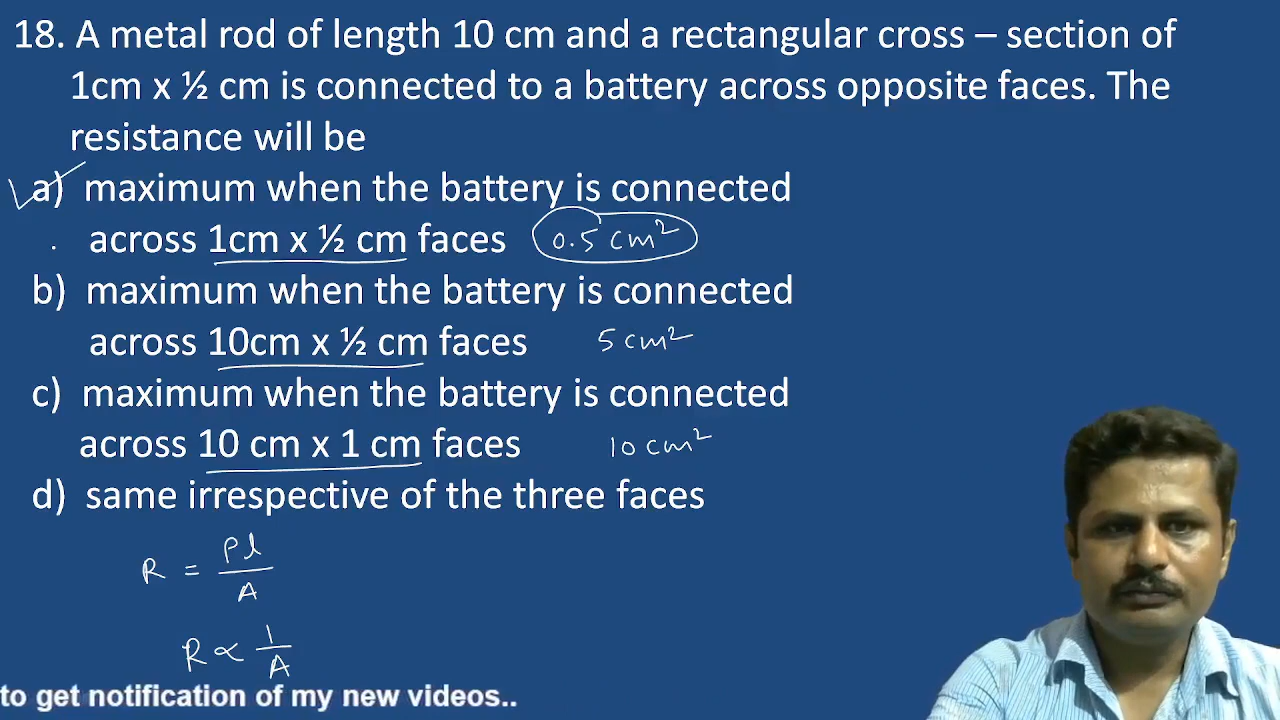 18. A metal rod of length 10 cm and a rectangular cross – section of
1cm x ½ cm is connected to a battery across opposite faces. The
resistance will be
a) maximum when the battery is connected
across 1cm x ½ cm faces 0.5 cm²
b) maximum when the battery is connected
across 10cm x ½ cm faces 5 cm²
c) maximum when the battery is connected
across 10 cm x 1 cm faces 10 cm²
d) same irrespective of the three faces
R = ρl/A
R ∝ 1/A
to get notification of my new videos..